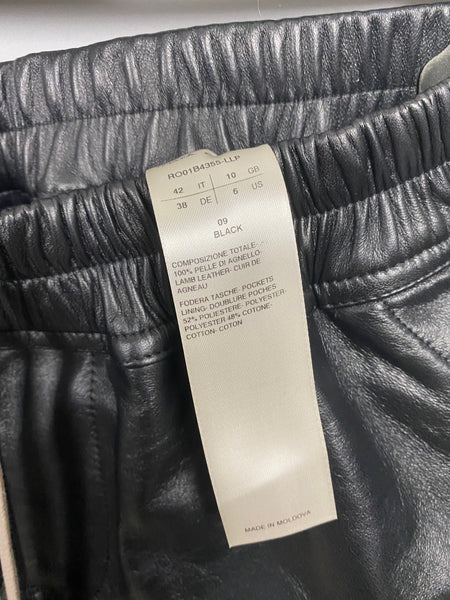 RO01B4355-LLP
42 IT 10 GB
38 DE 6 US
09
BLACK
COMPOSIZIONE TOTALE-
100% PELLE DI AGNELLO-
LAMB LEATHER- CUIR DE
AGNEAU
FODERA TASCHE- POCKETS
LINING- DOUBLURE POCHES
52% POLIESTERE- POLYESTER-
POLYESTER 48% COTONE-
COTTON- COTON
MADE IN MOLDOVA